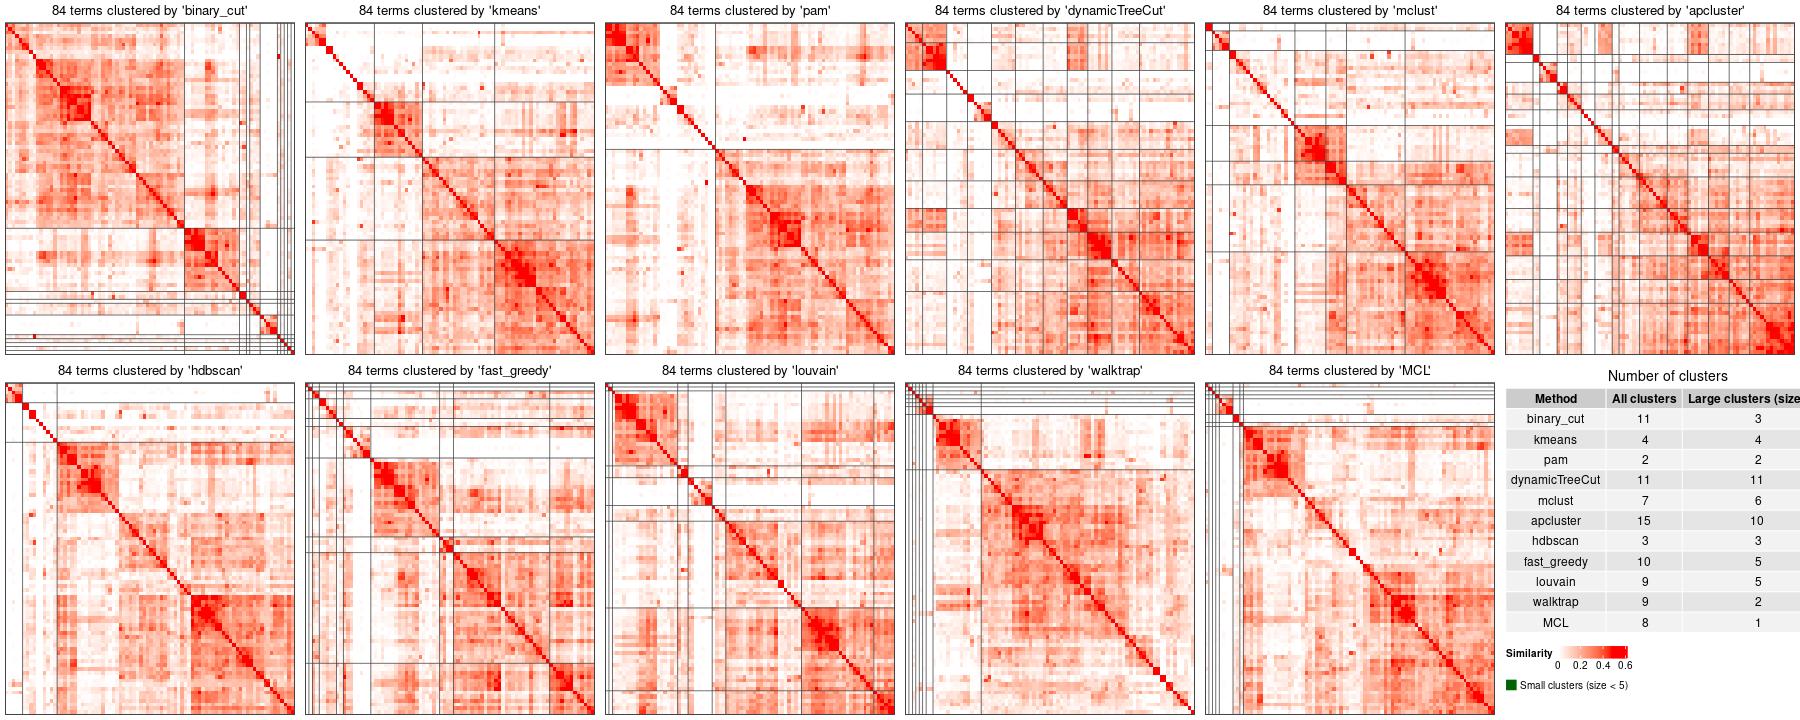 84 terms clustered by 'binary_cut'
84 terms clustered by 'kmeans'
84 terms clustered by 'pam'
84 terms clustered by 'dynamicTreeCut'
84 terms clustered by 'mclust'
84 terms clustered by 'apcluster'
84 terms clustered by 'hdbscan'
84 terms clustered by 'fast_greedy'
84 terms clustered by 'louvain'
84 terms clustered by 'walktrap'
84 terms clustered by 'MCL'
Number of clusters
Method All clusters Large clusters (size
binary_cut 11 3
kmeans 4 4
pam 2 2
dynamicTreeCut 11 11
mclust 7 6
apcluster 15 10
hdbscan 3 3
fast_greedy 10 5
louvain 9 5
walktrap 9 2
MCL 8 1
Similarity
0 0.2 0.4 0.6
Small clusters (size < 5)